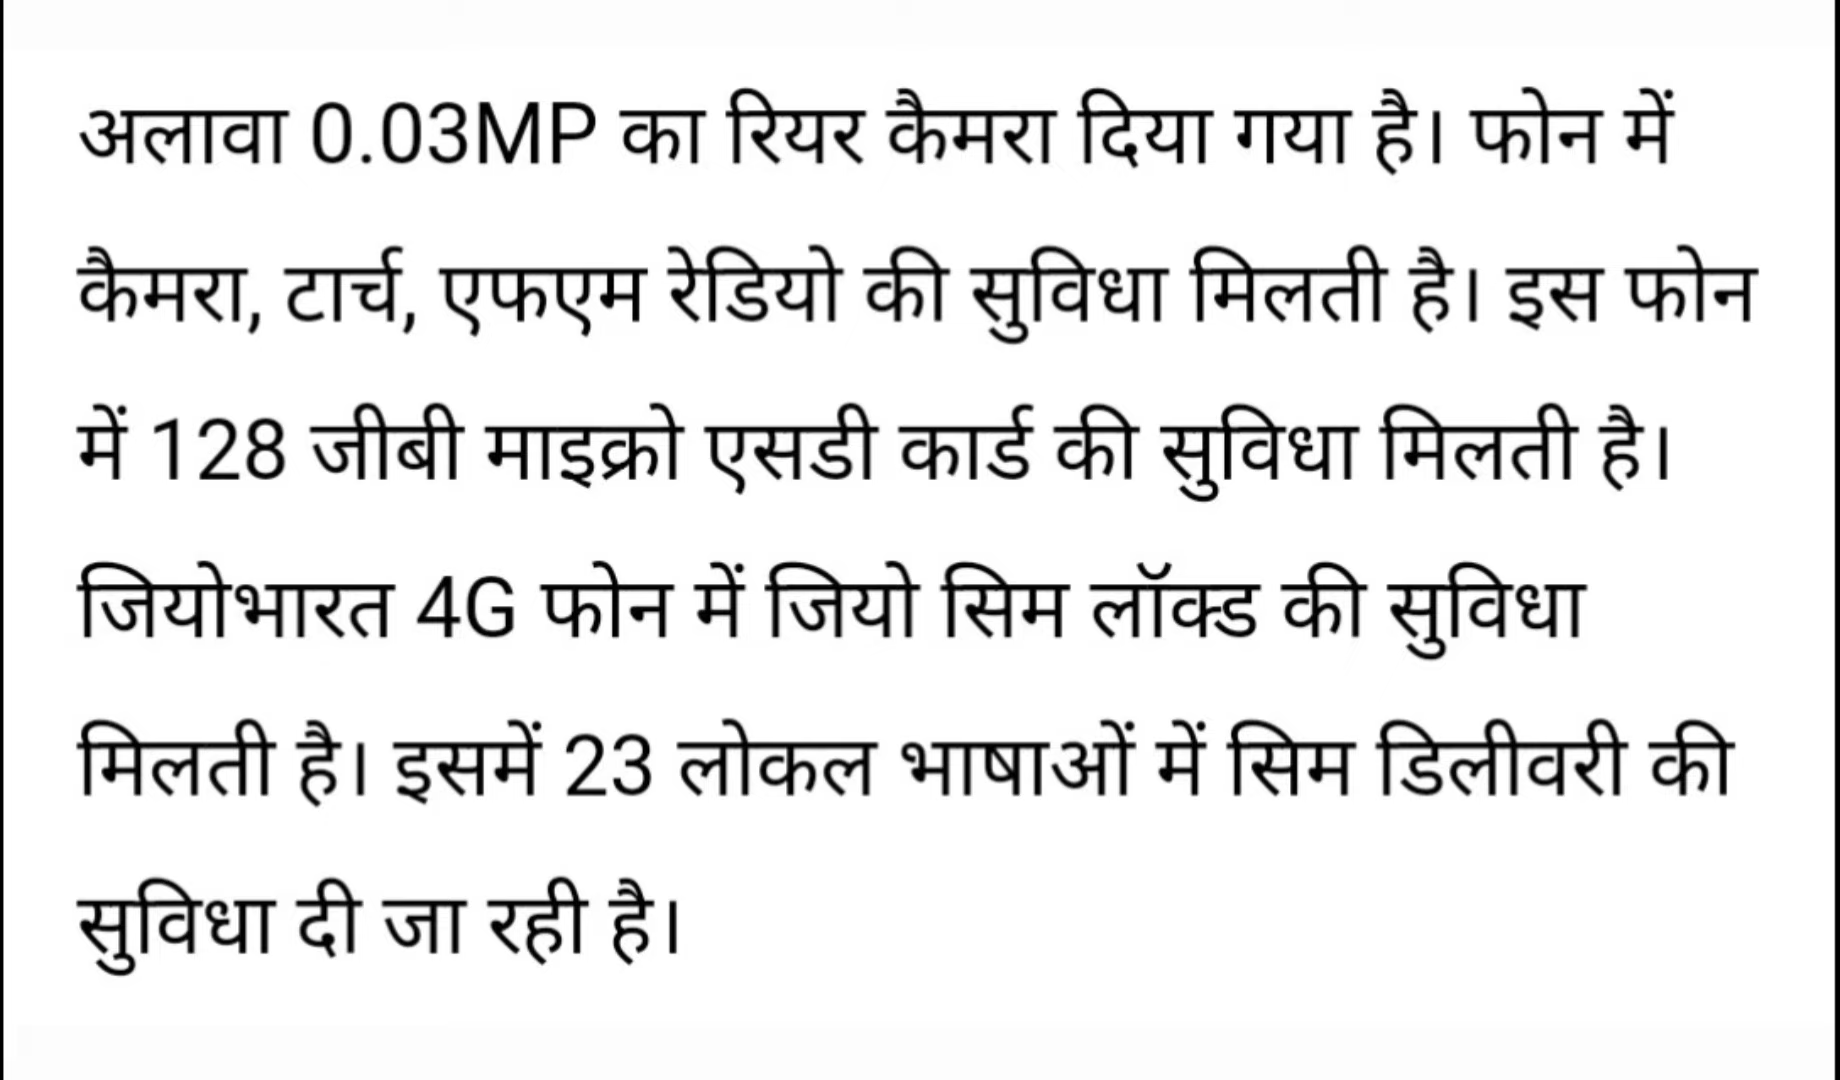 अलावा 0.03MP का रियर कैमरा दिया गया है। फोन में
कैमरा, टार्च, एफएम रेडियो की सुविधा मिलती है। इस फोन
में 128 जीबी माइक्रो एसडी कार्ड की सुविधा मिलती है।
जियोभारत 4G फोन में जियो सिम लॉक्ड की सुविधा
मिलती है। इसमें 23 लोकल भाषाओं में सिम डिलीवरी की
सुविधा दी जा रही है।